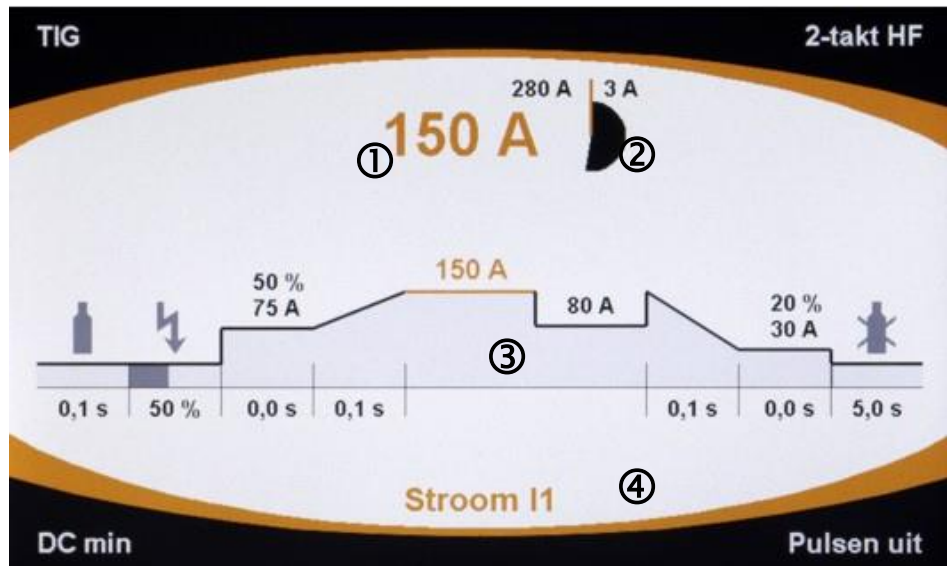 TIG 2-takt HF
280 A 3 A
① 150 A ②
150 A
50 %
75 A
80 A
20 %
30 A
③
0,1 s 50 % 0,0 s 0,1 s 0,1 s 0,0 s 5,0 s
Stroom I1 ④
DC min Pulsen uit